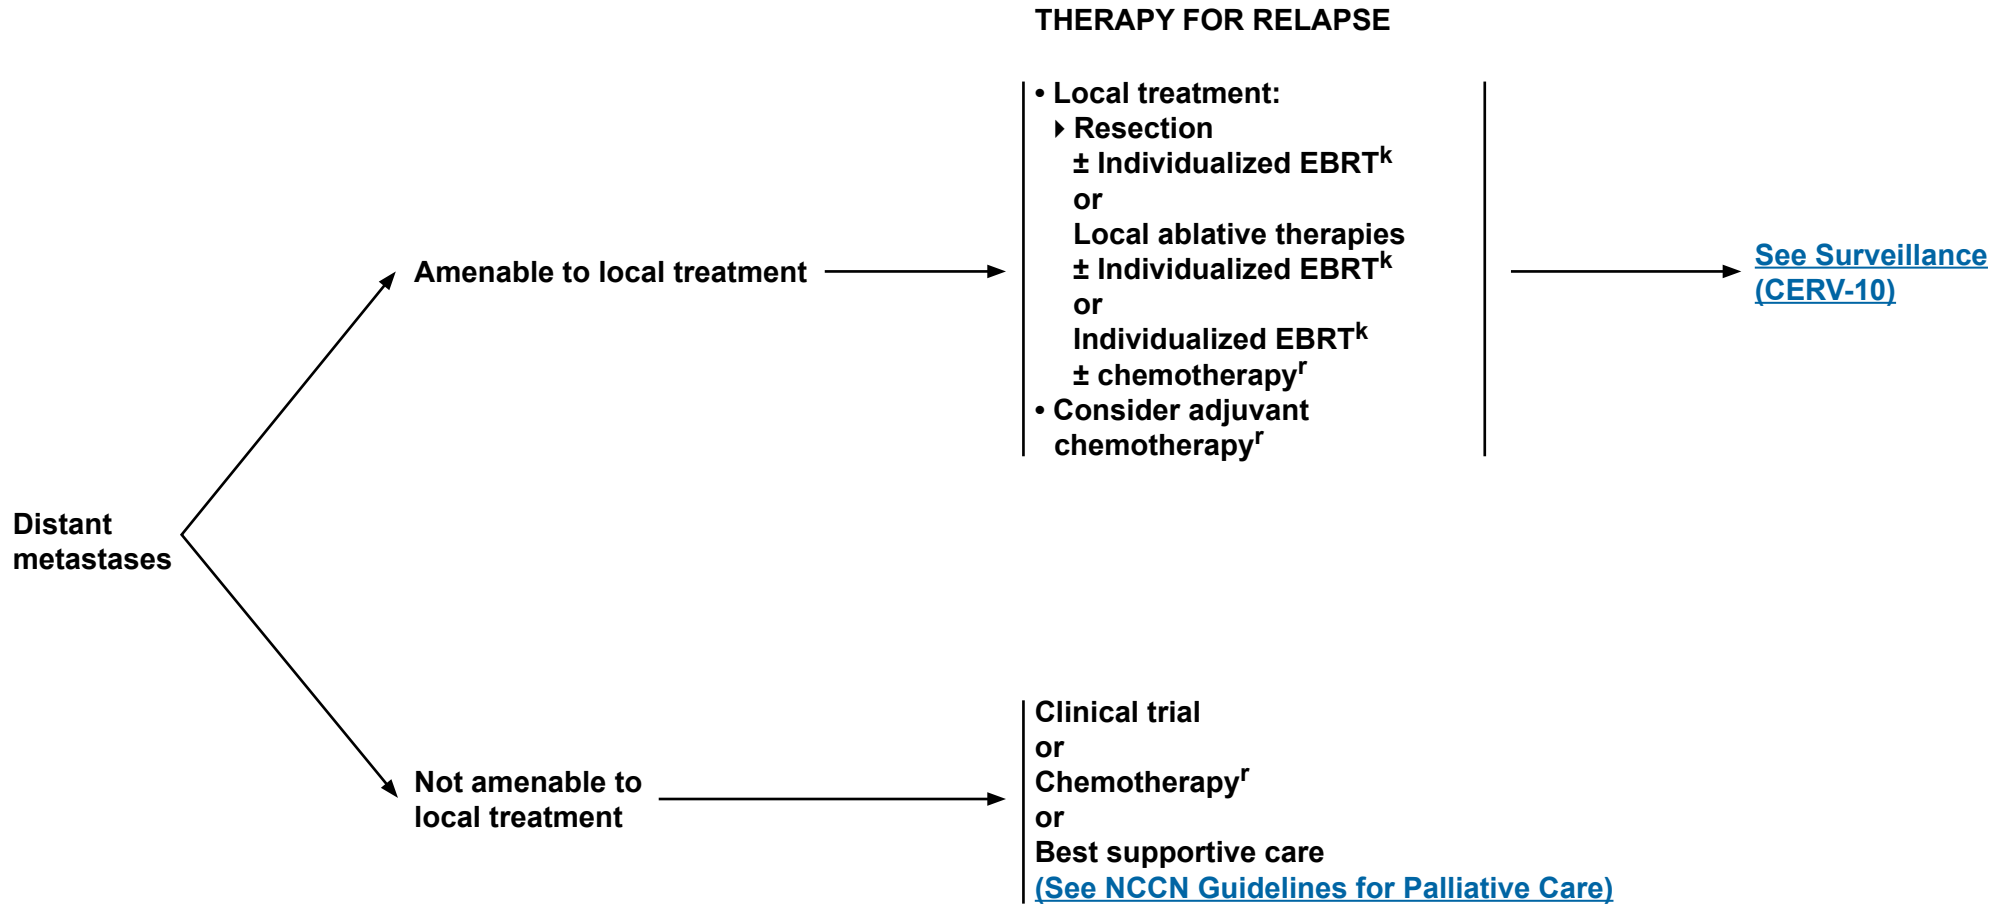 THERAPY FOR RELAPSE
• Local treatment:
▸ Resection
± Individualized EBRTᵏ
or
Local ablative therapies
± Individualized EBRTᵏ
or
Individualized EBRTᵏ
± chemotherapyʳ
• Consider adjuvant
chemotherapyʳ
Amenable to local treatment
See Surveillance
(CERV-10)
Distant
metastases
Not amenable to
local treatment
Clinical trial
or
Chemotherapyʳ
or
Best supportive care
(See NCCN Guidelines for Palliative Care)